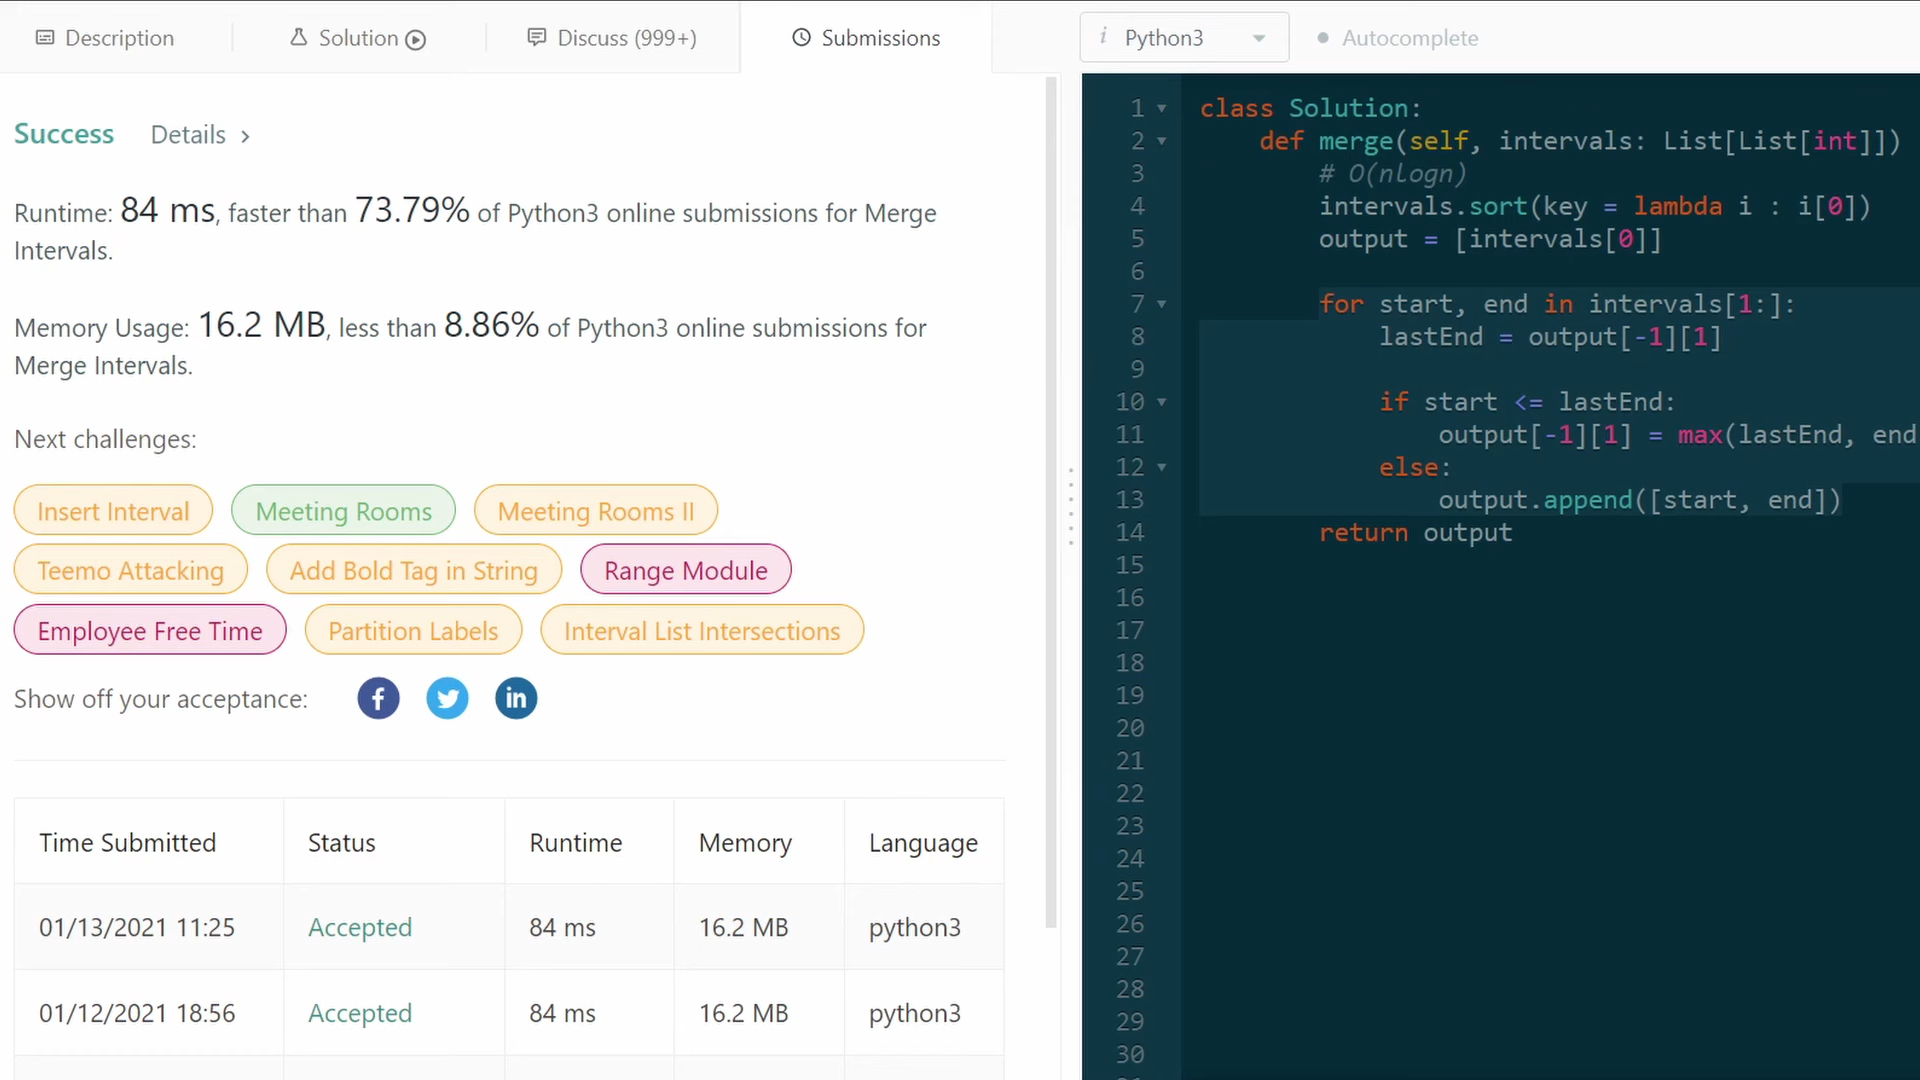 Description
Solution
Discuss (999+)
Submissions
i Python3
Autocomplete
Success Details >
Runtime: 84 ms, faster than 73.79% of Python3 online submissions for Merge
Intervals.
Memory Usage: 16.2 MB, less than 8.86% of Python3 online submissions for
Merge Intervals.
Next challenges:
Insert Interval Meeting Rooms Meeting Rooms II
Teemo Attacking Add Bold Tag in String Range Module
Employee Free Time Partition Labels Interval List Intersections
Show off your acceptance: f in
Time Submitted Status Runtime Memory Language
01/13/2021 11:25 Accepted 84 ms 16.2 MB python3
01/12/2021 18:56 Accepted 84 ms 16.2 MB python3
1 class Solution:
2 def merge(self, intervals: List[List[int]])
3 # O(nlogn)
4 intervals.sort(key = lambda i : i[0])
5 output = [intervals[0]]
6
7 for start, end in intervals[1:]:
8 lastEnd = output[-1][1]
9
10 if start <= lastEnd:
11 output[-1][1] = max(lastEnd, end
12 else:
13 output.append([start, end])
14 return output
15
16
17
18
19
20
21
22
23
24
25
26
27
28
29
30